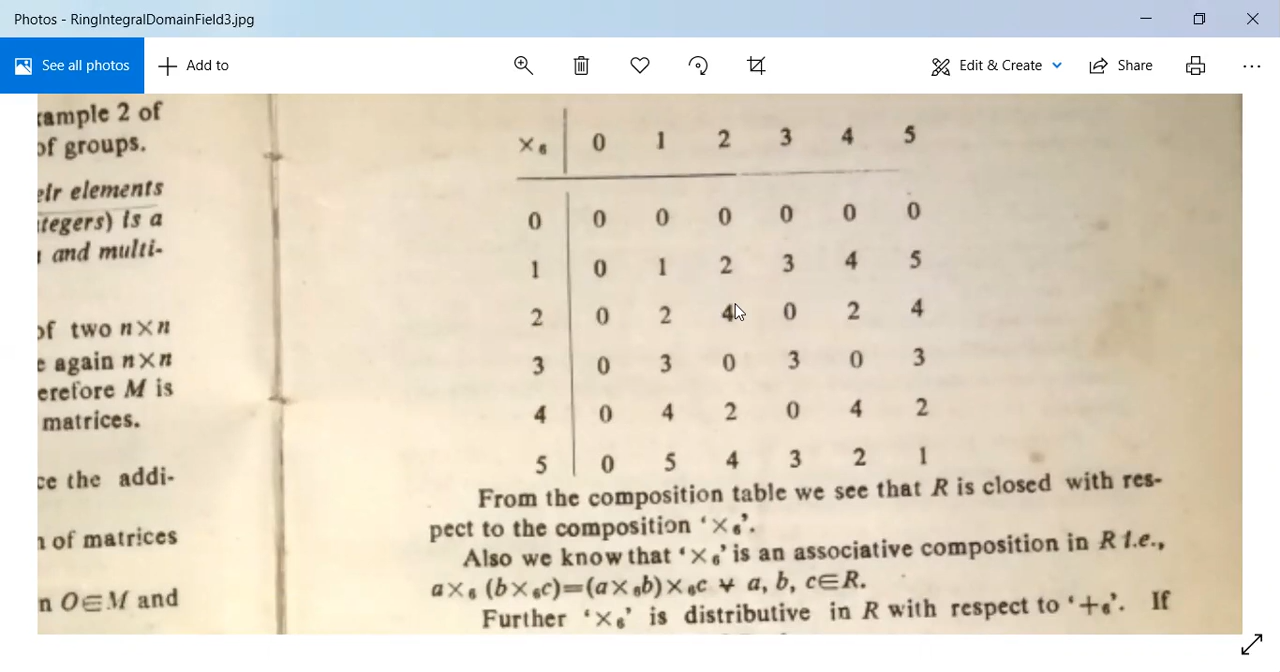 Photos - RingIntegralDomainField3.jpg
See all photos
Add to
Edit & Create
Share
ample 2 of
of groups.
eir elements
tegers) is a
and multi-
of two n×n
e again n×n
erefore M is
matrices.
ce the addi-
n of matrices
n O∈M and
×₆ 0 1 2 3 4 5
0 0 0 0 0 0 0
1 0 1 2 3 4 5
2 0 2 4 0 2 4
3 0 3 0 3 0 3
4 0 4 2 0 4 2
5 0 5 4 3 2 1
From the composition table we see that R is closed with res-
pect to the composition ‘×₆’.
Also we know that ‘×₆’ is an associative composition in R i.e.,
a×₆ (b×₆c)=(a×₆b)×₆c ∀ a, b, c∈R.
Further ‘×₆’ is distributive in R with respect to ‘+₆’. If